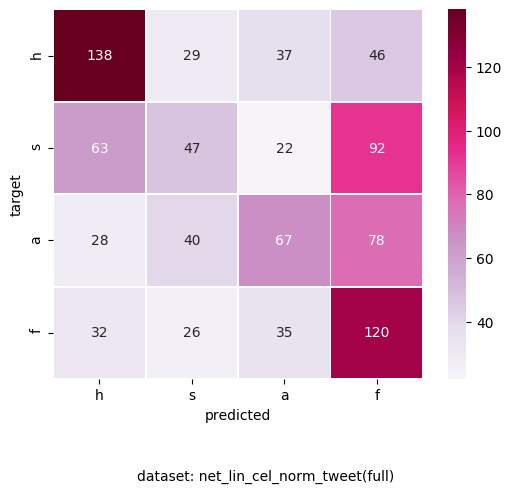 h 138 29 37 46
s 63 47 22 92
a 28 40 67 78
f 32 26 35 120
h s a f
predicted
target
120
100
80
60
40
dataset: net_lin_cel_norm_tweet(full)